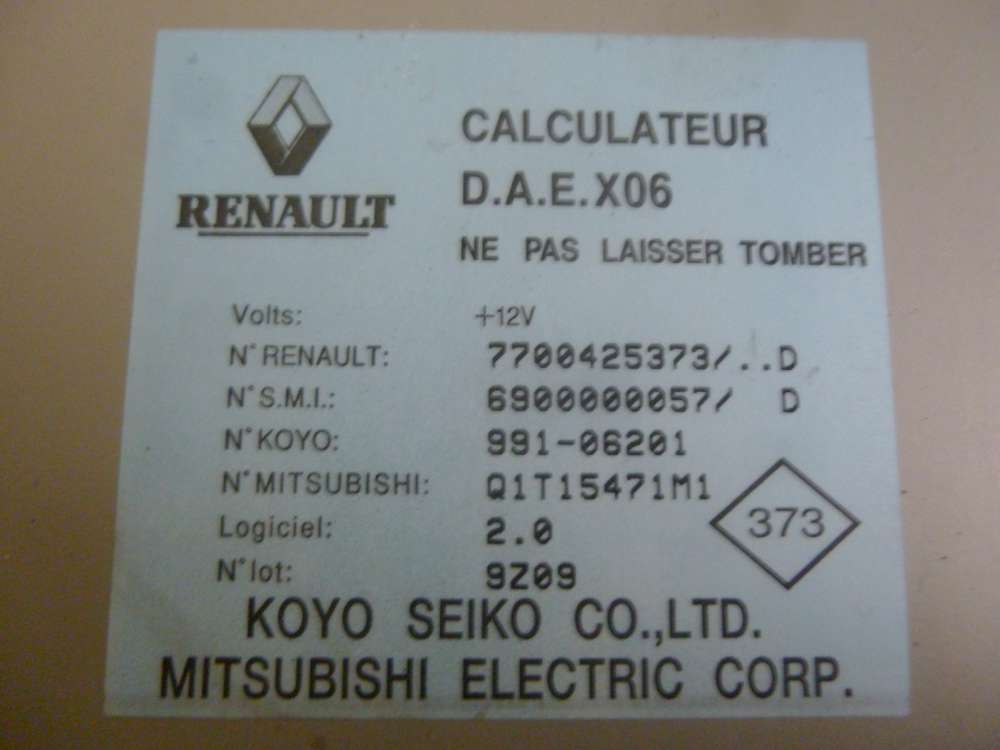 RENAULT
CALCULATEUR
D.A.E.X06
NE PAS LAISSER TOMBER
Volts: +12V
N° RENAULT: 7700425373/..D
N° S.M.I.: 6900000057/ D
N° KOYO: 991-06201
N° MITSUBISHI: Q1T15471M1
Logiciel: 2.0
N° lot: 9Z09
373
KOYO SEIKO CO.,LTD.
MITSUBISHI ELECTRIC CORP.